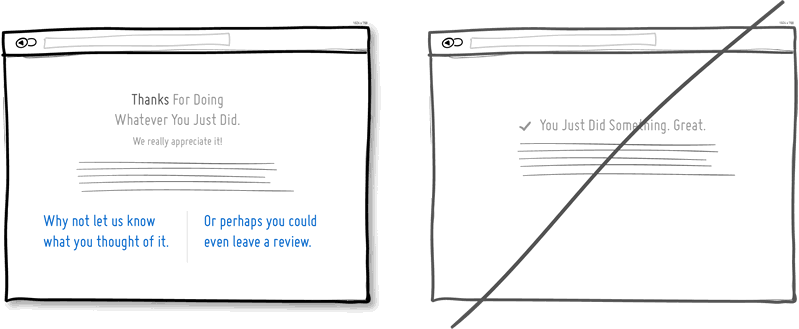 Thanks For Doing
Whatever You Just Did.
We really appreciate it!
Why not let us know
what you thought of it.
Or perhaps you could
even leave a review.
You Just Did Something. Great.